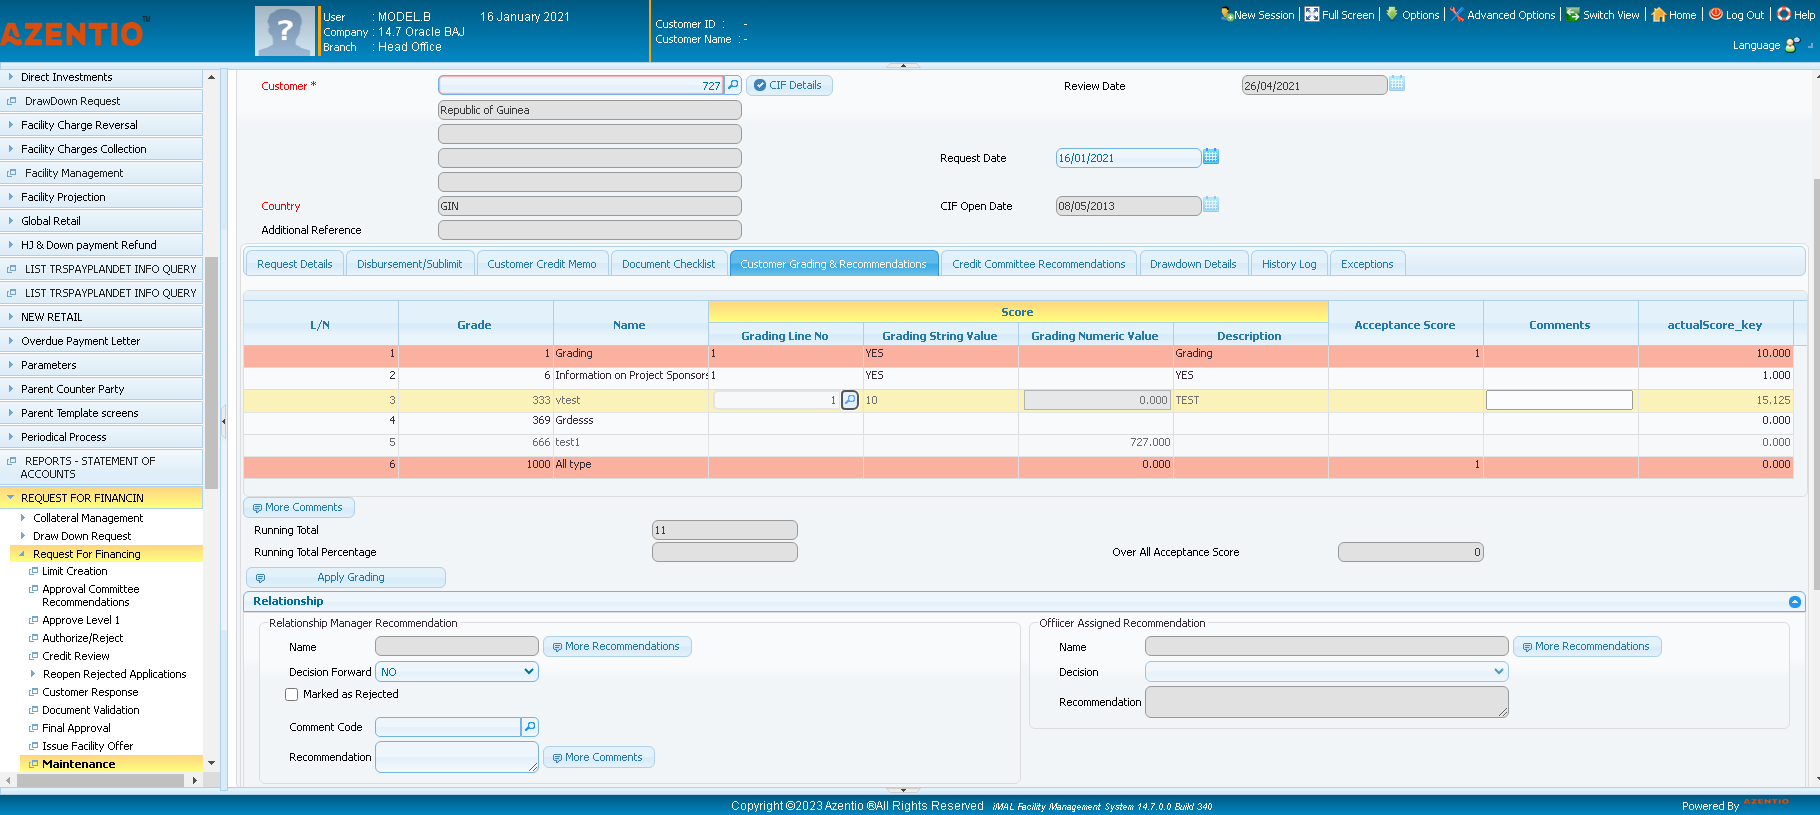 AZENTIO™
User : MODEL.B 16 January 2021
Company : 14.7 Oracle BAJ
Branch : Head Office
Customer ID : -
Customer Name : -
New Session | Full Screen | Options | Advanced Options | Switch View | Home | Log Out | Help
Language
Direct Investments
DrawDown Request
Facility Charge Reversal
Facility Charges Collection
Facility Management
Facility Projection
Global Retail
HJ & Down payment Refund
LIST TRSPAYPLANDET INFO QUERY
LIST TRSPAYPLANDET INFO QUERY
NEW RETAIL
Overdue Payment Letter
Parameters
Parent Counter Party
Parent Template screens
Periodical Process
REPORTS - STATEMENT OF
ACCOUNTS
REQUEST FOR FINANCIN
Collateral Management
Draw Down Request
Request For Financing
Limit Creation
Approval Committee
Recommendations
Approve Level 1
Authorize/Reject
Credit Review
Reopen Rejected Applications
Customer Response
Document Validation
Final Approval
Issue Facility Offer
Maintenance
Customer * 727 CIF Details Review Date 26/04/2021
Republic of Guinea
Request Date 16/01/2021
Country GIN CIF Open Date 08/05/2013
Additional Reference
Request Details Disbursement/Sublimit Customer Credit Memo Document Checklist Customer Grading & Recommendations Credit Committee Recommendations Drawdown Details History Log Exceptions
L/N Grade Name Score Acceptance Score Comments actualScore_key
Grading Line No Grading String Value Grading Numeric Value Description
1 1 Grading 1 YES Grading 1 10.000
2 6 Information on Project Sponsors 1 YES YES 1.000
3 333 vtest 1 10 0.000 TEST 15.125
4 369 Grdesss 0.000
5 666 test1 727.000 0.000
6 1000 All type 0.000 1 0.000
More Comments
Running Total 11
Running Total Percentage Over All Acceptance Score 0
Apply Grading
Relationship
Relationship Manager Recommendation
Name More Recommendations
Decision Forward NO
Marked as Rejected
Comment Code
Recommendation More Comments
Offiicer Assigned Recommendation
Name More Recommendations
Decision
Recommendation
Copyright ©2023 Azentio ®All Rights Reserved iMAL Facility Management System 14.7.0.0 Build 340
Powered By AZENTIO